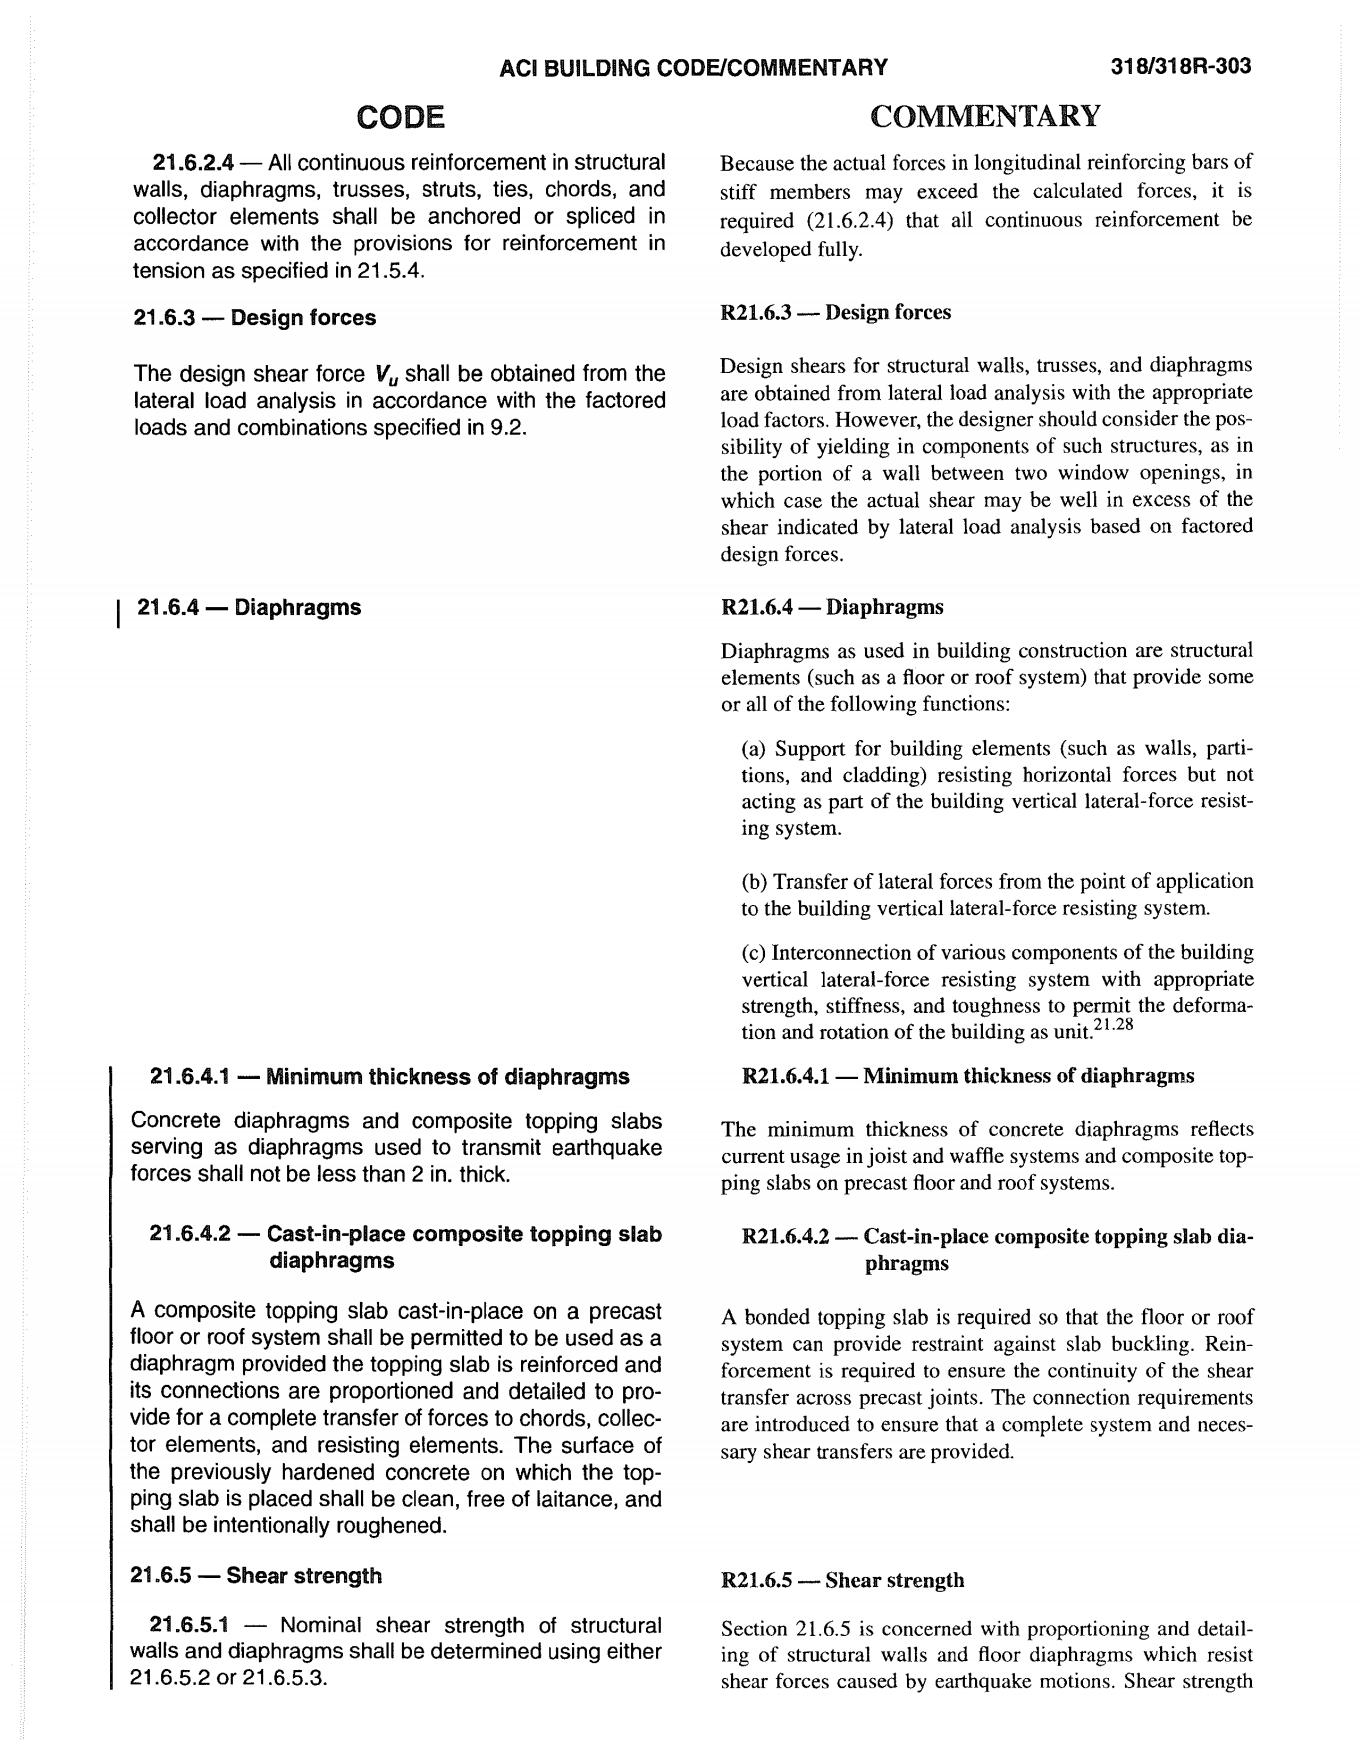 ACI BUILDING CODE/COMMENTARY
318/318R-303
CODE
21.6.2.4 — All continuous reinforcement in structural
walls, diaphragms, trusses, struts, ties, chords, and
collector elements shall be anchored or spliced in
accordance with the provisions for reinforcement in
tension as specified in 21.5.4.
21.6.3 — Design forces
The design shear force Vu shall be obtained from the
lateral load analysis in accordance with the factored
loads and combinations specified in 9.2.
21.6.4 — Diaphragms
21.6.4.1 — Minimum thickness of diaphragms
Concrete diaphragms and composite topping slabs
serving as diaphragms used to transmit earthquake
forces shall not be less than 2 in. thick.
21.6.4.2 — Cast-in-place composite topping slab
diaphragms
A composite topping slab cast-in-place on a precast
floor or roof system shall be permitted to be used as a
diaphragm provided the topping slab is reinforced and
its connections are proportioned and detailed to pro-
vide for a complete transfer of forces to chords, collec-
tor elements, and resisting elements. The surface of
the previously hardened concrete on which the top-
ping slab is placed shall be clean, free of laitance, and
shall be intentionally roughened.
21.6.5 — Shear strength
21.6.5.1 — Nominal shear strength of structural
walls and diaphragms shall be determined using either
21.6.5.2 or 21.6.5.3.
COMMENTARY
Because the actual forces in longitudinal reinforcing bars of
stiff members may exceed the calculated forces, it is
required (21.6.2.4) that all continuous reinforcement be
developed fully.
R21.6.3 — Design forces
Design shears for structural walls, trusses, and diaphragms
are obtained from lateral load analysis with the appropriate
load factors. However, the designer should consider the pos-
sibility of yielding in components of such structures, as in
the portion of a wall between two window openings, in
which case the actual shear may be well in excess of the
shear indicated by lateral load analysis based on factored
design forces.
R21.6.4 — Diaphragms
Diaphragms as used in building construction are structural
elements (such as a floor or roof system) that provide some
or all of the following functions:
(a) Support for building elements (such as walls, parti-
tions, and cladding) resisting horizontal forces but not
acting as part of the building vertical lateral-force resist-
ing system.
(b) Transfer of lateral forces from the point of application
to the building vertical lateral-force resisting system.
(c) Interconnection of various components of the building
vertical lateral-force resisting system with appropriate
strength, stiffness, and toughness to permit the deforma-
tion and rotation of the building as unit.21.28
R21.6.4.1 — Minimum thickness of diaphragms
The minimum thickness of concrete diaphragms reflects
current usage in joist and waffle systems and composite top-
ping slabs on precast floor and roof systems.
R21.6.4.2 — Cast-in-place composite topping slab dia-
phragms
A bonded topping slab is required so that the floor or roof
system can provide restraint against slab buckling. Rein-
forcement is required to ensure the continuity of the shear
transfer across precast joints. The connection requirements
are introduced to ensure that a complete system and neces-
sary shear transfers are provided.
R21.6.5 — Shear strength
Section 21.6.5 is concerned with proportioning and detail-
ing of structural walls and floor diaphragms which resist
shear forces caused by earthquake motions. Shear strength